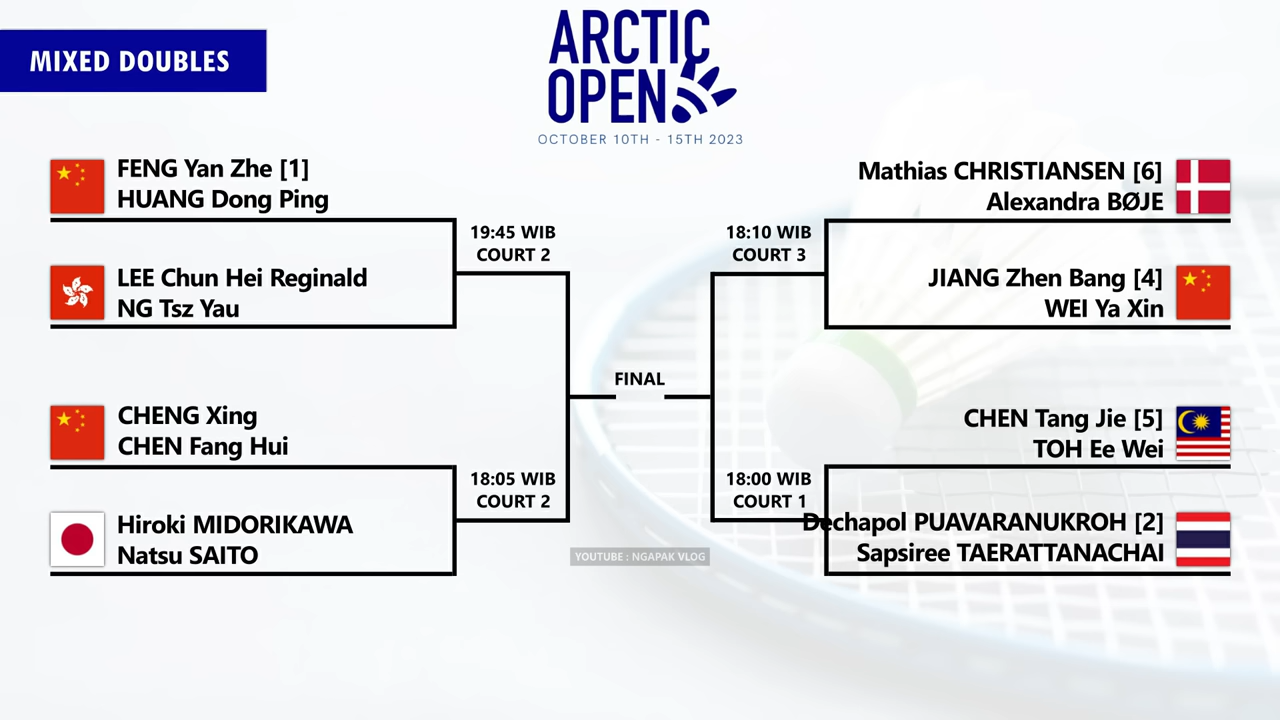 MIXED DOUBLES
ARCTIC
OPEN
OCTOBER 10TH - 15TH 2023
FENG Yan Zhe [1]
HUANG Dong Ping
19:45 WIB
COURT 2
LEE Chun Hei Reginald
NG Tsz Yau
CHENG Xing
CHEN Fang Hui
18:05 WIB
COURT 2
Hiroki MIDORIKAWA
Natsu SAITO
FINAL
Mathias CHRISTIANSEN [6]
Alexandra BØJE
18:10 WIB
COURT 3
JIANG Zhen Bang [4]
WEI Ya Xin
CHEN Tang Jie [5]
TOH Ee Wei
18:00 WIB
COURT 1
Dechapol PUAVARANUKROH [2]
Sapsiree TAERATTANACHAI
YOUTUBE : NGAPAK VLOG